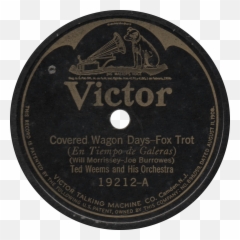 Victor
Covered Wagon Days-Fox Trot
(En Tiempo de Galeras)
(Will Morrissey-Joe Burrowes)
Ted Weems and His Orchestra
19212-A
VICTOR TALKING MACHINE CO. Camden, N.J.